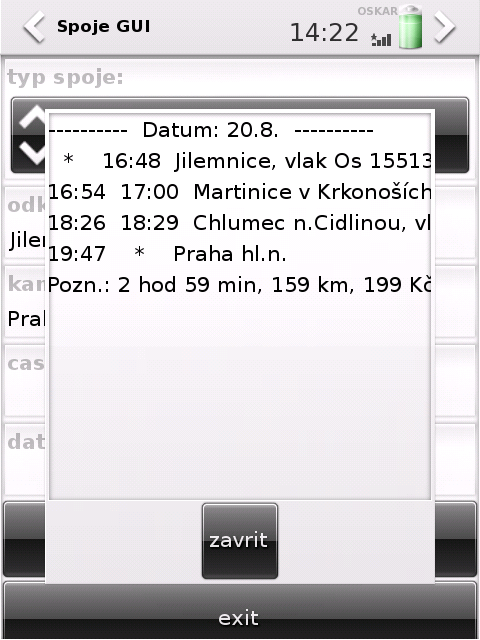 Spoje GUI
OSKAR
14:22
typ spoje:
---------- Datum: 20.8. ----------
* 16:48 Jilemnice, vlak Os 15513
16:54 17:00 Martinice v Krkonoších
18:26 18:29 Chlumec n.Cidlinou, vl
19:47 * Praha hl.n.
Pozn.: 2 hod 59 min, 159 km, 199 Kč
odk
Jiler
kam
Pral
cas
dat
zavrit
exit